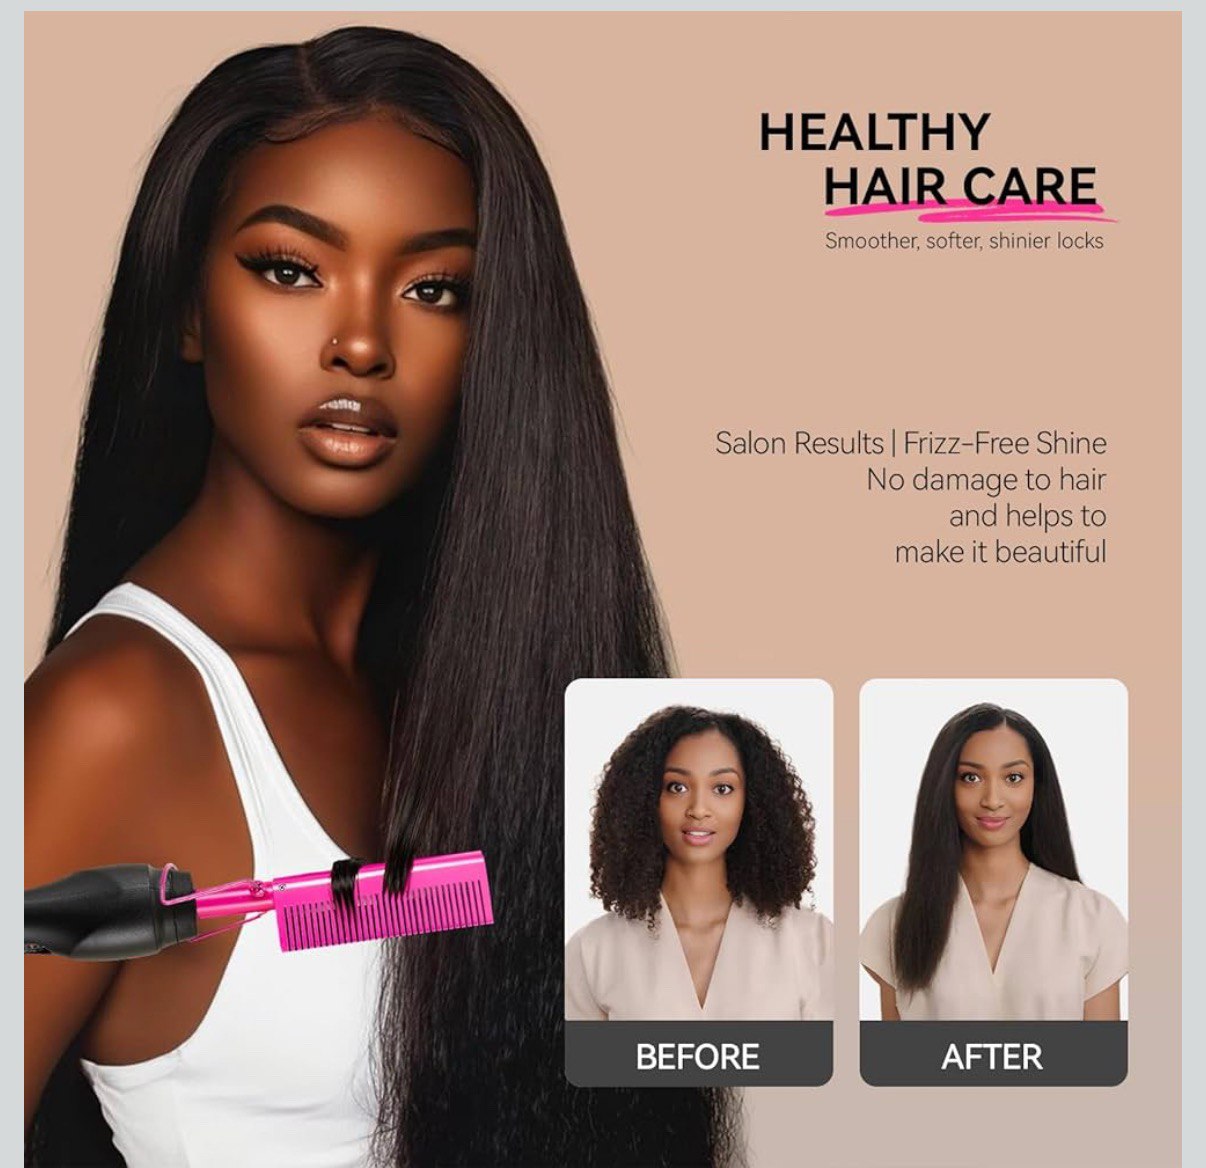 HEALTHY
HAIR CARE
Smoother, softer, shinier locks
Salon Results | Frizz-Free Shine
No damage to hair
and helps to
make it beautiful
BEFORE
AFTER